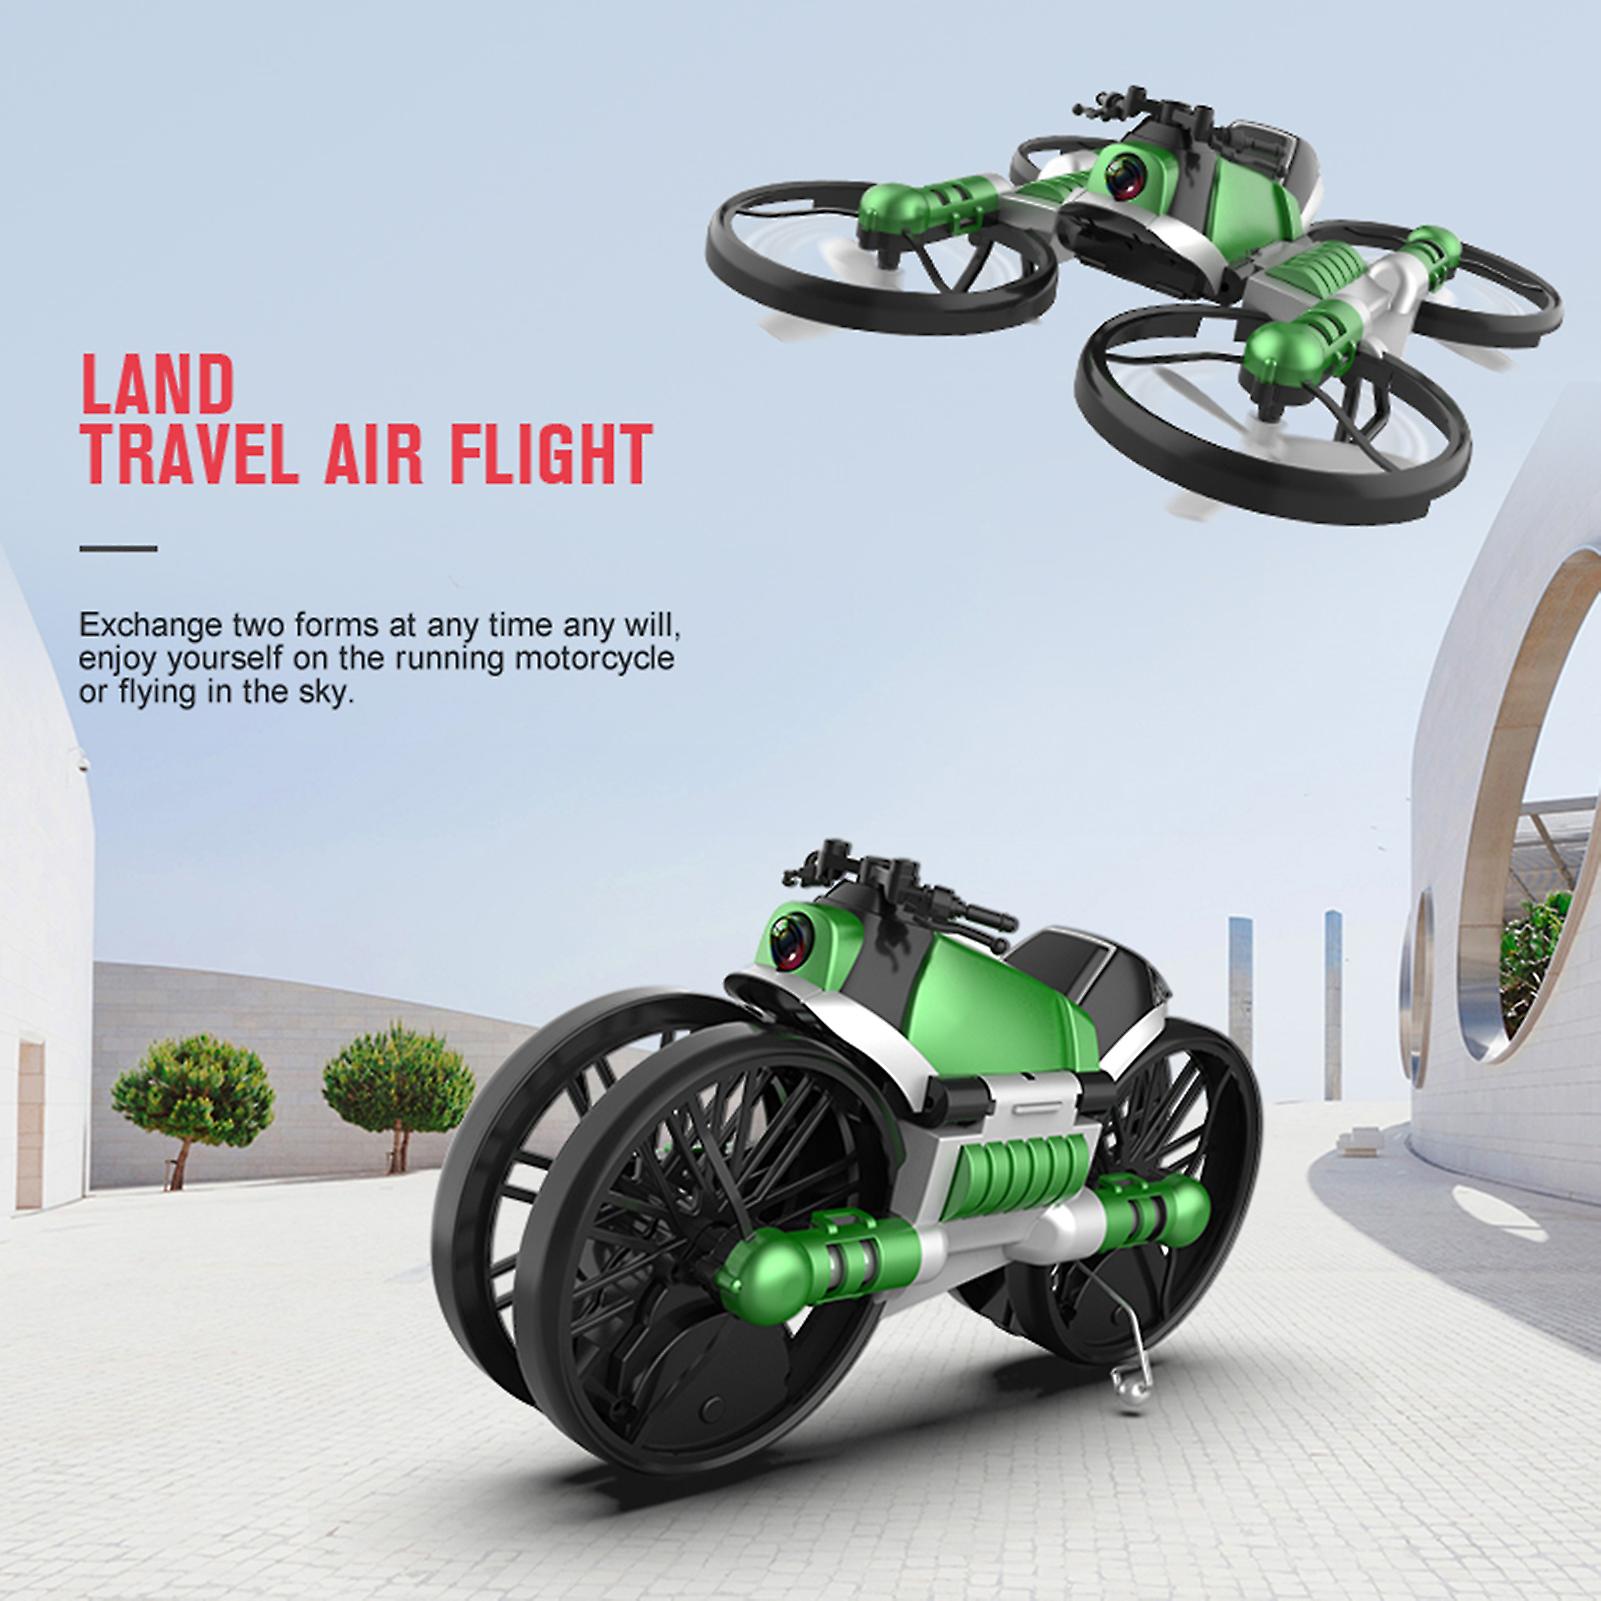 LAND
TRAVEL AIR FLIGHT
Exchange two forms at any time any will,
enjoy yourself on the running motorcycle
or flying in the sky.